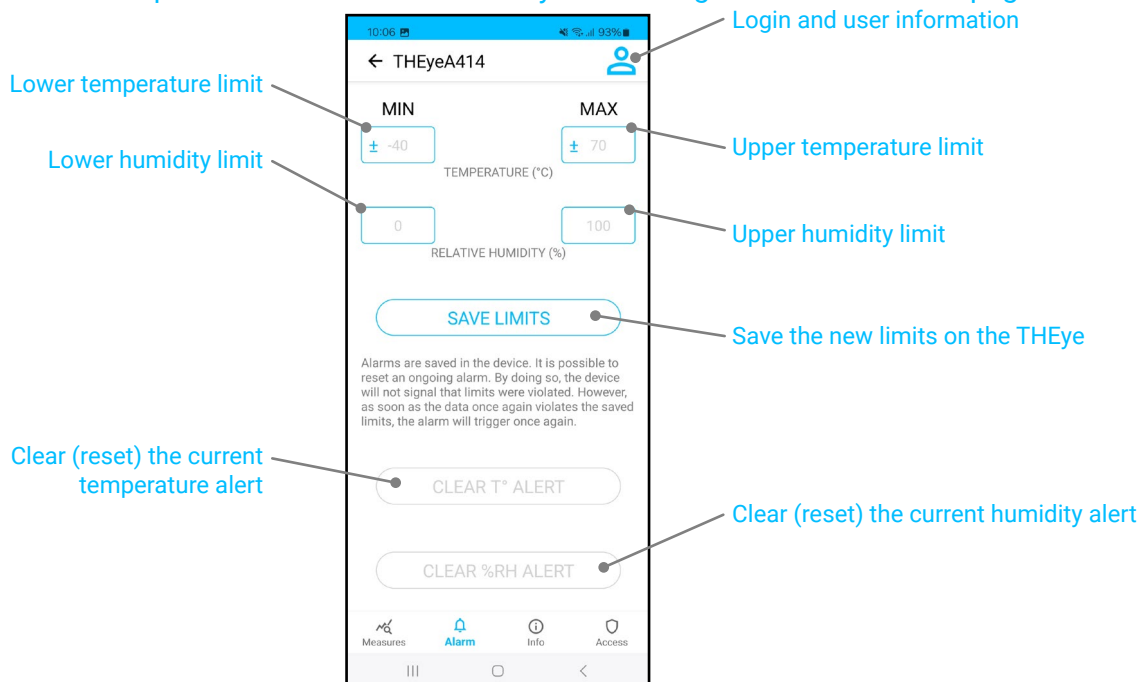 Login and user information
10:06 93%
THEyeA414
Lower temperature limit
MIN MAX
± -40 ± 70
Upper temperature limit
Lower humidity limit
TEMPERATURE (°C)
0 100
Upper humidity limit
RELATIVE HUMIDITY (%)
SAVE LIMITS
Save the new limits on the THEye
Alarms are saved in the device. It is possible to
reset an ongoing alarm. By doing so, the device
will not signal that limits were violated. However,
as soon as the data once again violates the saved
limits, the alarm will trigger once again.
Clear (reset) the current
temperature alert
CLEAR T° ALERT
Clear (reset) the current humidity alert
CLEAR %RH ALERT
Measures Alarm Info Access